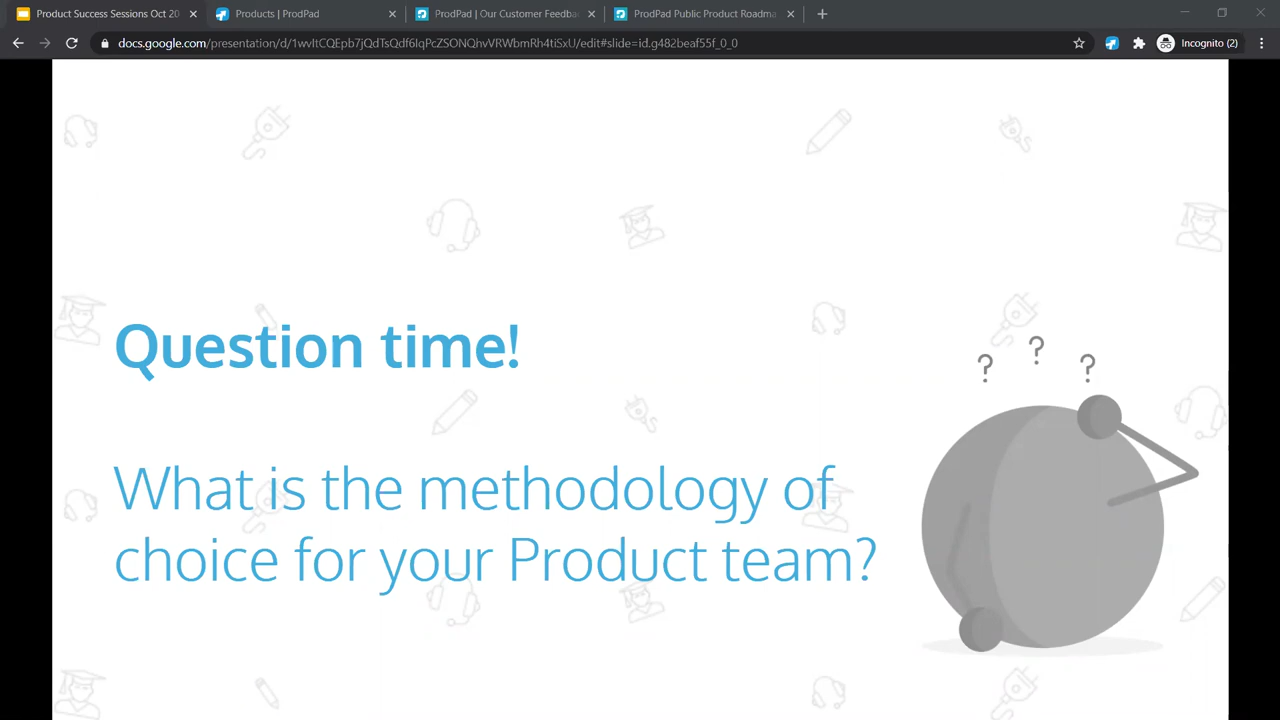 Product Success Sessions Oct 20
Products | ProdPad
ProdPad | Our Customer Feedba
ProdPad Public Product Roadma
docs.google.com/presentation/d/1wvItCQEpb7jQdTsQdf6IqPcZSONQhvVRWbmRh4tiSxU/edit#slide=id.g482beaf55f_0_0
Incognito (2)
Question time!
? ? ?
What is the methodology of
choice for your Product team?